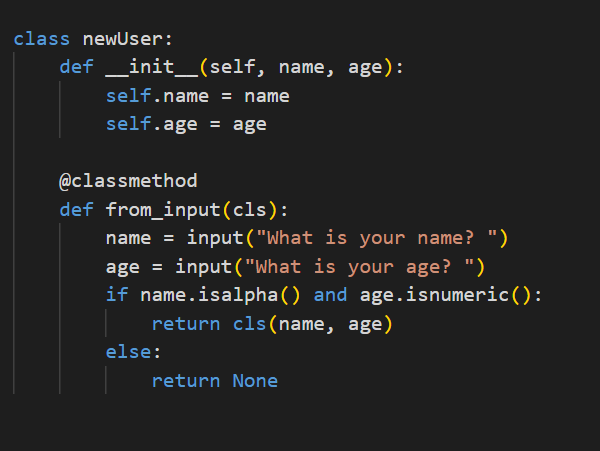 class newUser:
    def __init__(self, name, age):
        self.name = name
        self.age = age

    @classmethod
    def from_input(cls):
        name = input("What is your name? ")
        age = input("What is your age? ")
        if name.isalpha() and age.isnumeric():
            return cls(name, age)
        else:
            return None